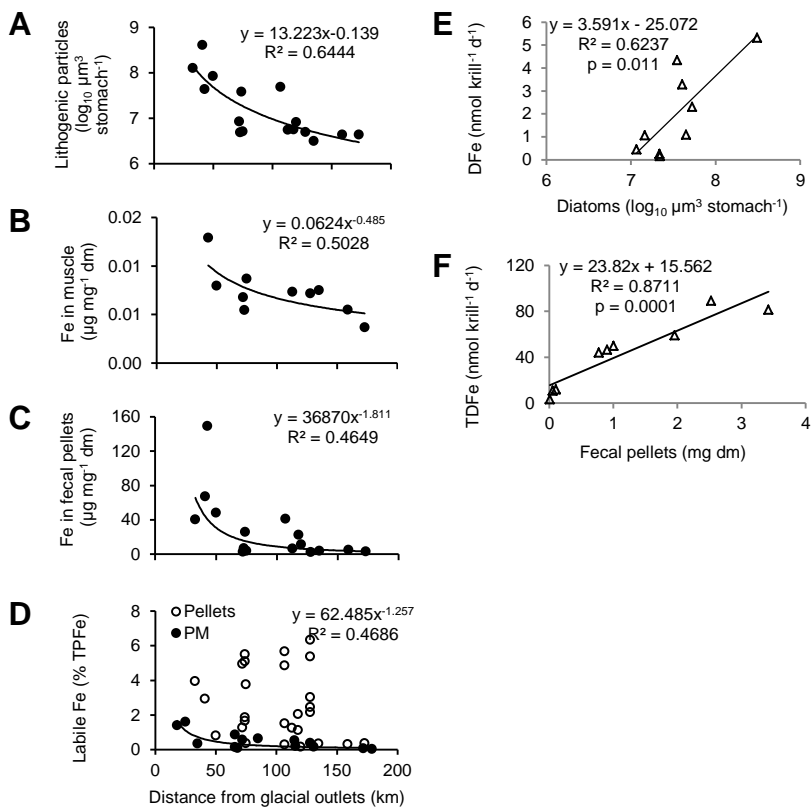 A
9
8
7
6
Lithogenic particles
(log₁₀ µm³
stomach⁻¹)
y = 13.223x-0.139
R² = 0.6444
B
0.02
0.01
0.01
0.00
Fe in muscle
(µg mg⁻¹ dm)
y = 0.0624x⁻⁰·⁴⁸⁵
R² = 0.5028
C
160
120
80
40
0
Fe in fecal pellets
(µg mg⁻¹ dm)
y = 36870x⁻¹·⁸¹¹
R² = 0.4649
D
8
6
4
2
0
Labile Fe (% TPFe)
Pellets
PM
y = 62.485x⁻¹·²⁵⁷
R² = 0.4686
0 50 100 150 200
Distance from glacial outlets (km)
E
6
5
4
3
2
1
0
DFe (nmol krill⁻¹ d⁻¹)
y = 3.591x - 25.072
R² = 0.6237
p = 0.011
6 7 8 9
Diatoms (log₁₀ µm³ stomach⁻¹)
F
120
80
40
0
TDFe (nmol krill⁻¹ d⁻¹)
y = 23.82x + 15.562
R² = 0.8711
p = 0.0001
0 1 2 3 4
Fecal pellets (mg dm)